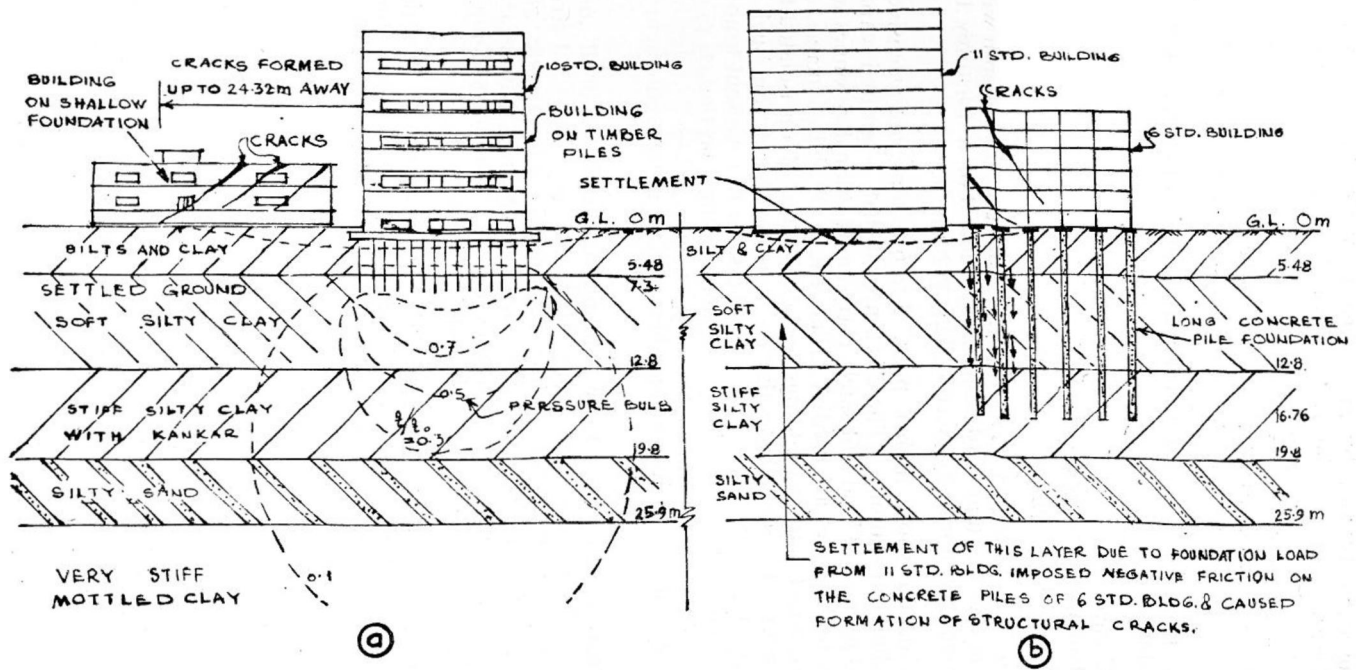 BUILDING
ON SHALLOW
FOUNDATION
CRACKS FORMED
UP TO 24.32m AWAY
CRACKS
10 STD. BUILDING
BUILDING
ON TIMBER
PILES
SETTLEMENT
G.L. 0 m
BILTS AND CLAY
5.48
SETTLED GROUND
7.3
SOFT SILTY CLAY
0.7
12.8
0.5
PRESSURE BULB
STIFF SILTY CLAY
WITH KANKAR
=0.3
19.8
SILTY SAND
25.9 m
0.1
VERY STIFF
MOTTLED CLAY
a
11 STD. BUILDING
CRACKS
6 STD. BUILDING
G.L. 0 m
SILT & CLAY
5.48
SOFT
SILTY
CLAY
LONG CONCRETE
PILE FOUNDATION
12.8
STIFF
SILTY
CLAY
16.76
19.8
SILTY
SAND
25.9 m
SETTLEMENT OF THIS LAYER DUE TO FOUNDATION LOAD
FROM 11 STD. BLDG. IMPOSED NEGATIVE FRICTION ON
THE CONCRETE PILES OF 6 STD. BLDG. & CAUSED
FORMATION OF STRUCTURAL CRACKS.
b